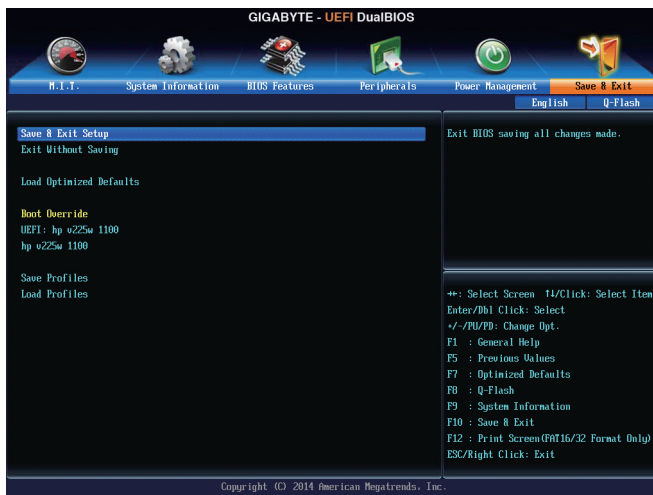 GIGABYTE - UEFI DualBIOS
M.I.T.
System Information
BIOS Features
Peripherals
Power Management
Save & Exit
English
Q-Flash
Save & Exit Setup
Exit Without Saving
Load Optimized Defaults
Boot Override
UEFI: hp v225w 1100
hp v225w 1100
Save Profiles
Load Profiles
Exit BIOS saving all changes made.
→←: Select Screen ↑↓/Click: Select Item
Enter/Dbl Click: Select
+/-/PU/PD: Change Opt.
F1 : General Help
F5 : Previous Values
F7 : Optimized Defaults
F8 : Q-Flash
F9 : System Information
F10 : Save & Exit
F12 : Print Screen(FAT16/32 Format Only)
ESC/Right Click: Exit
Copyright (C) 2014 American Megatrends, Inc.